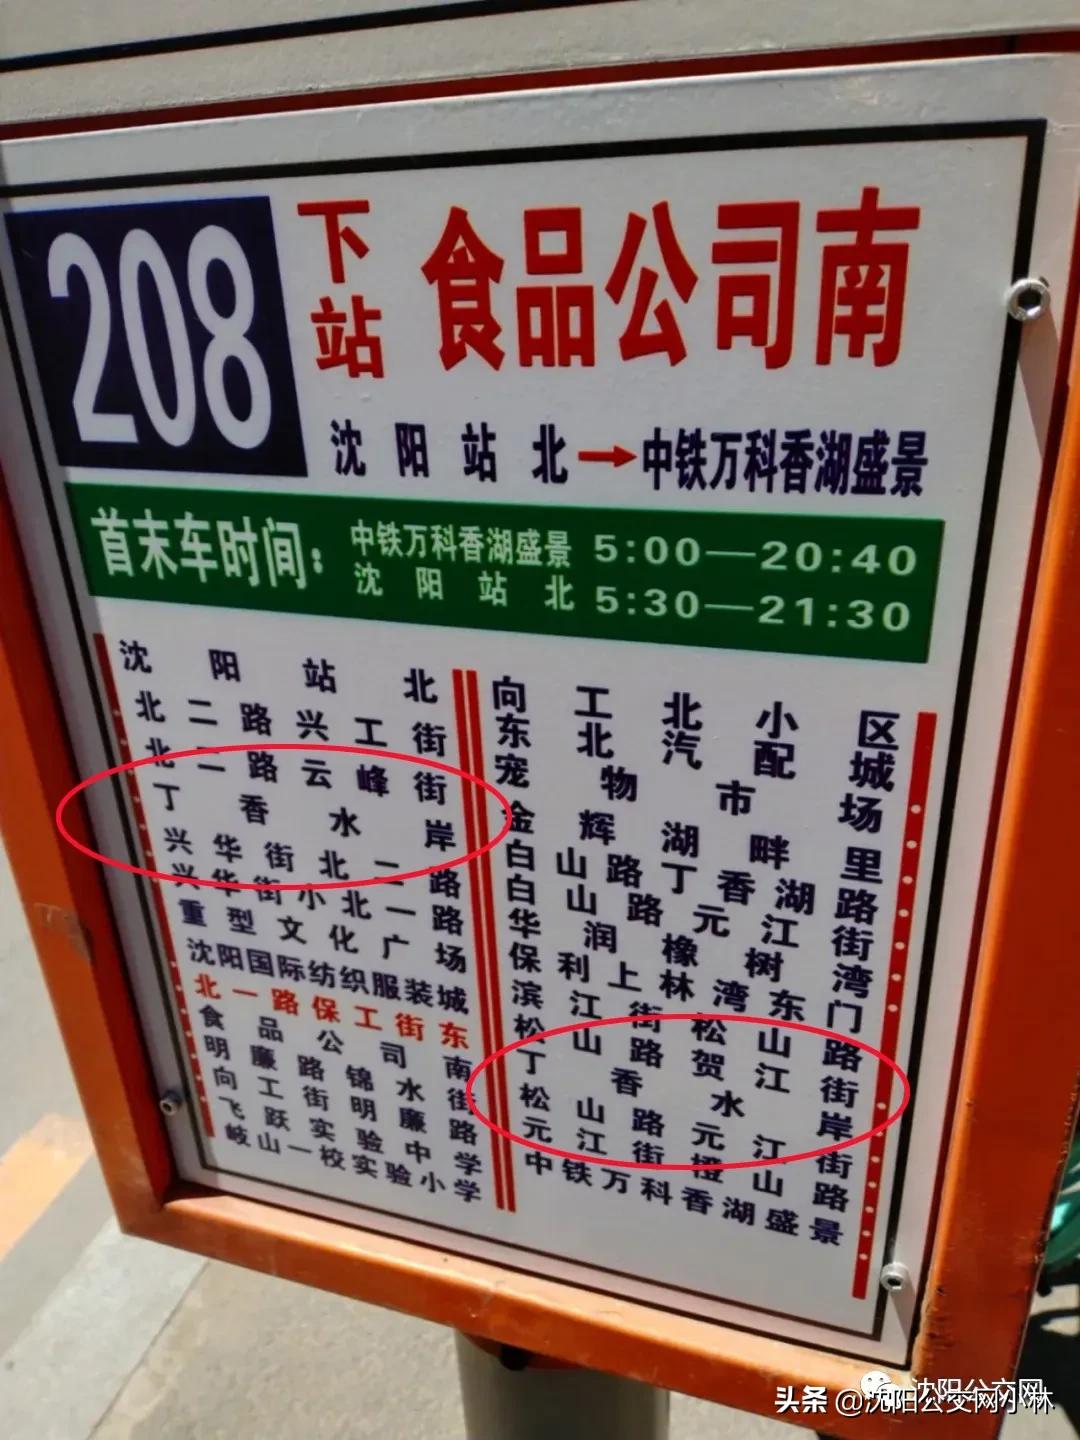 208
下站
食品公司南
沈阳站北→中铁万科香湖盛景
首末车时间：
中铁万科香湖盛景 5:00—20:40
沈阳站北 5:30—21:30
沈阳站北
北二路兴工街
北二路云峰街
丁香水岸
兴华街北二路
兴华街小北一路
重型文化广场
沈阳国际纺织服装城
北一路保工街东
食品公司南
明廉路锦水街
向工街明廉路
飞跃实验中学
岐山一校实验小学
向工北小区
东北汽配城
宠物市场
金辉湖畔里
白山路丁香湖路
白山路元江街
华润橡树湾
保利上林湾东门
滨江街松山路
松山路贺江街
丁香水岸
松山路元江街
元江街橙山路
中铁万科香湖盛景
沈阳公交网
头条 @沈阳公交网小林